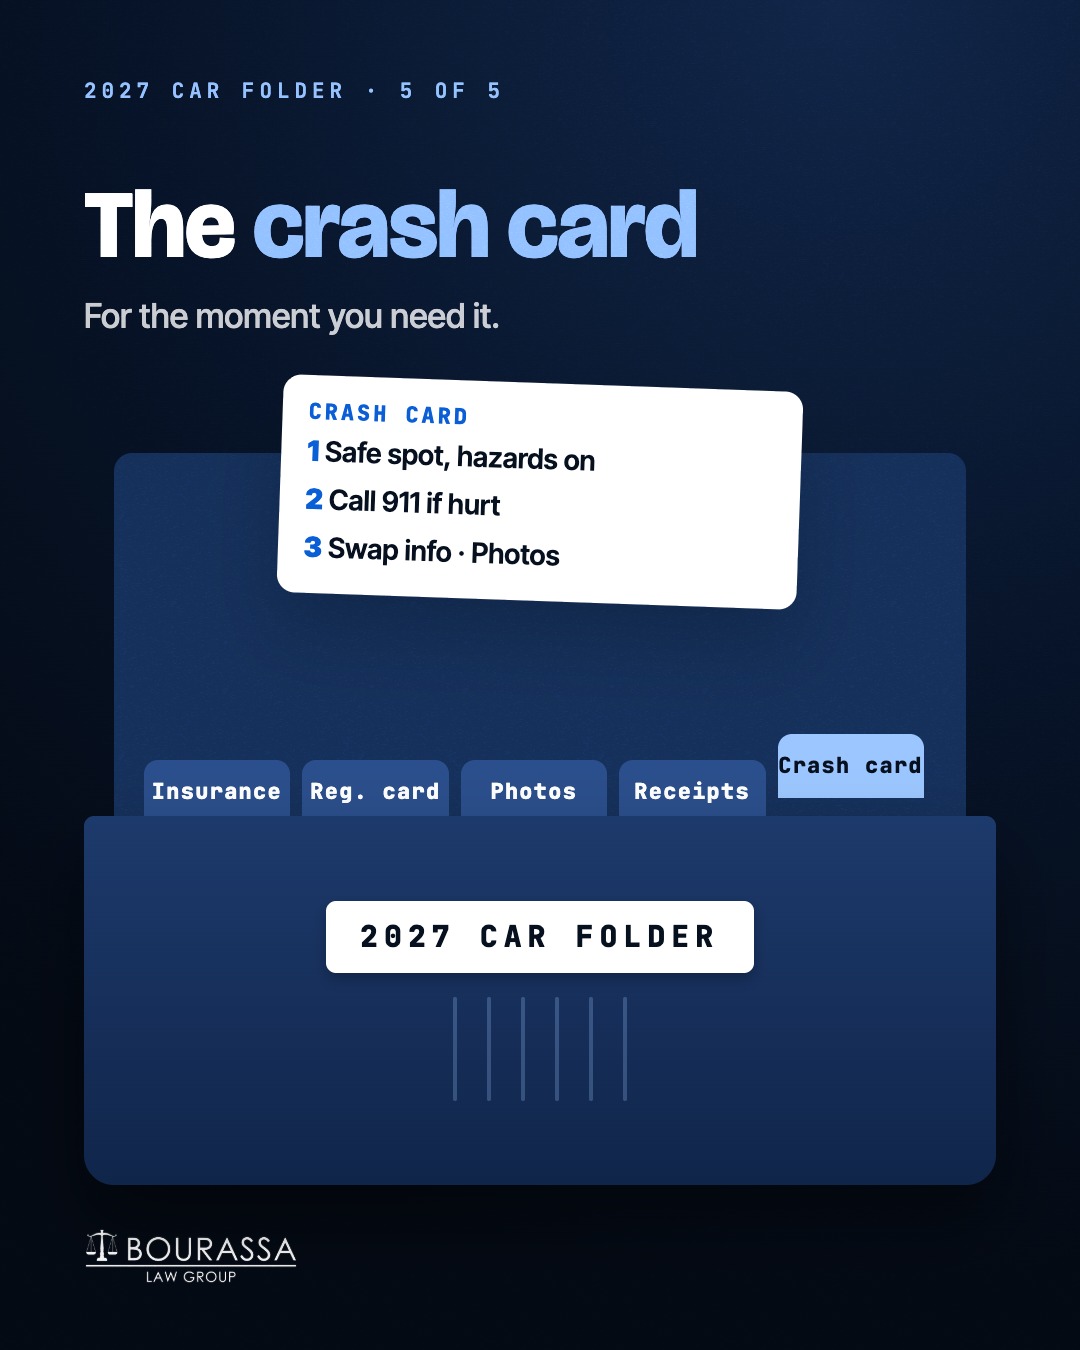 2027 CAR FOLDER · 5 OF 5
The crash card
For the moment you need it.
CRASH CARD
1 Safe spot, hazards on
2 Call 911 if hurt
3 Swap info · Photos
Insurance
Reg. card
Photos
Receipts
Crash card
2027 CAR FOLDER
BOURASSA
LAW GROUP